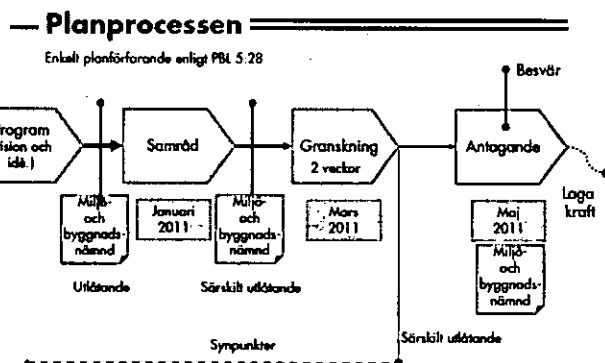 Planprocessen
Enkelt planförfarande enligt PBL 5:28
Besvär
Program
(vision och
idé.)
Samråd
Granskning
2 veckor
Antagande
Laga
kraft
Miljö-
och
byggnads-
nämnd
Januari
2011
Miljö-
och
byggnads-
nämnd
Mars
2011
Maj
2011
Miljö-
och
byggnads-
nämnd
Utlåtande
Särskilt utlåtande
Särskilt utlåtande
Synpunkter